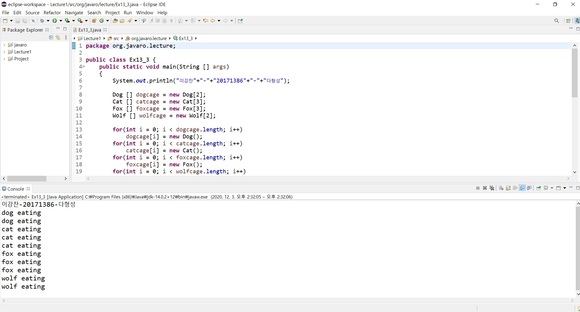 eclipse-workspace - Lecture1/src/org/javaro/lecture/Ex13_3.java - Eclipse IDE
File Edit Source Refactor Navigate Search Project Run Window Help
Package Explorer
javaro
Lecture1
Project
Ex13_3.java
Lecture1 src org.javaro.lecture Ex13_3
1 package org.javaro.lecture;
2
3 public class Ex13_3 {
4 public static void main(String [] args)
5 {
6 System.out.println("이강찬"+"-"+"20171386"+"-"+"다형성");
7
8 Dog [] dogcage = new Dog[2];
9 Cat [] catcage = new Cat[3];
10 Fox [] foxcage = new Fox[3];
11 Wolf [] wolfcage = new Wolf[2];
12
13 for(int i = 0; i < dogcage.length; i++)
14 dogcage[i] = new Dog();
15 for(int i = 0; i < catcage.length; i++)
16 catcage[i] = new Cat();
17 for(int i = 0; i < foxcage.length; i++)
18 foxcage[i] = new Fox();
19 for(int i = 0; i < wolfcage.length; i++)
Console
<terminated> Ex13_3 [Java Application] C:₩Program Files (x86)₩Java₩jdk-14.0.2+12₩bin₩javaw.exe (2020. 12. 3. 오후 2:32:05 – 오후 2:32:06)
이강찬-20171386-다형성
dog eating
dog eating
cat eating
cat eating
cat eating
fox eating
fox eating
fox eating
wolf eating
wolf eating